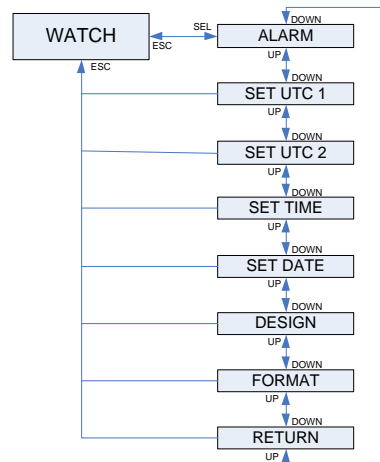 DOWN
WATCH
SEL
ALARM
ESC
ESC
UP
DOWN
SET UTC 1
UP
DOWN
SET UTC 2
UP
DOWN
SET TIME
UP
DOWN
SET DATE
UP
DOWN
DESIGN
UP
DOWN
FORMAT
UP
DOWN
RETURN
UP